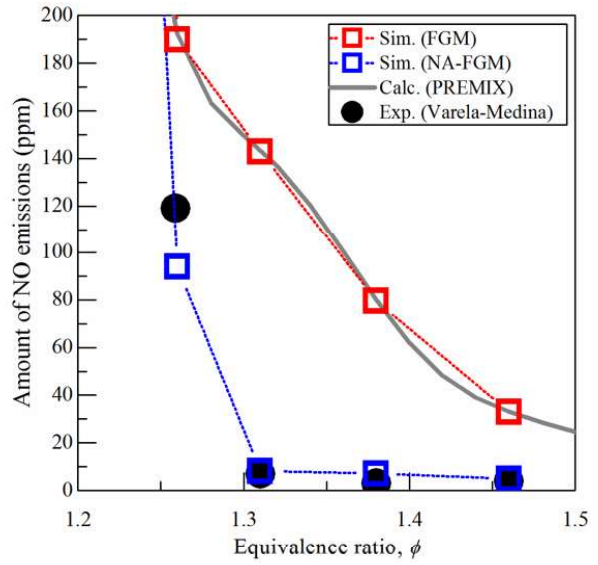 200
180
160
140
120
100
80
60
40
20
0
Amount of NO emissions (ppm)
Sim. (FGM)
Sim. (NA-FGM)
Calc. (PREMIX)
Exp. (Varela-Medina)
1.2 1.3 1.4 1.5
Equivalence ratio, ϕ